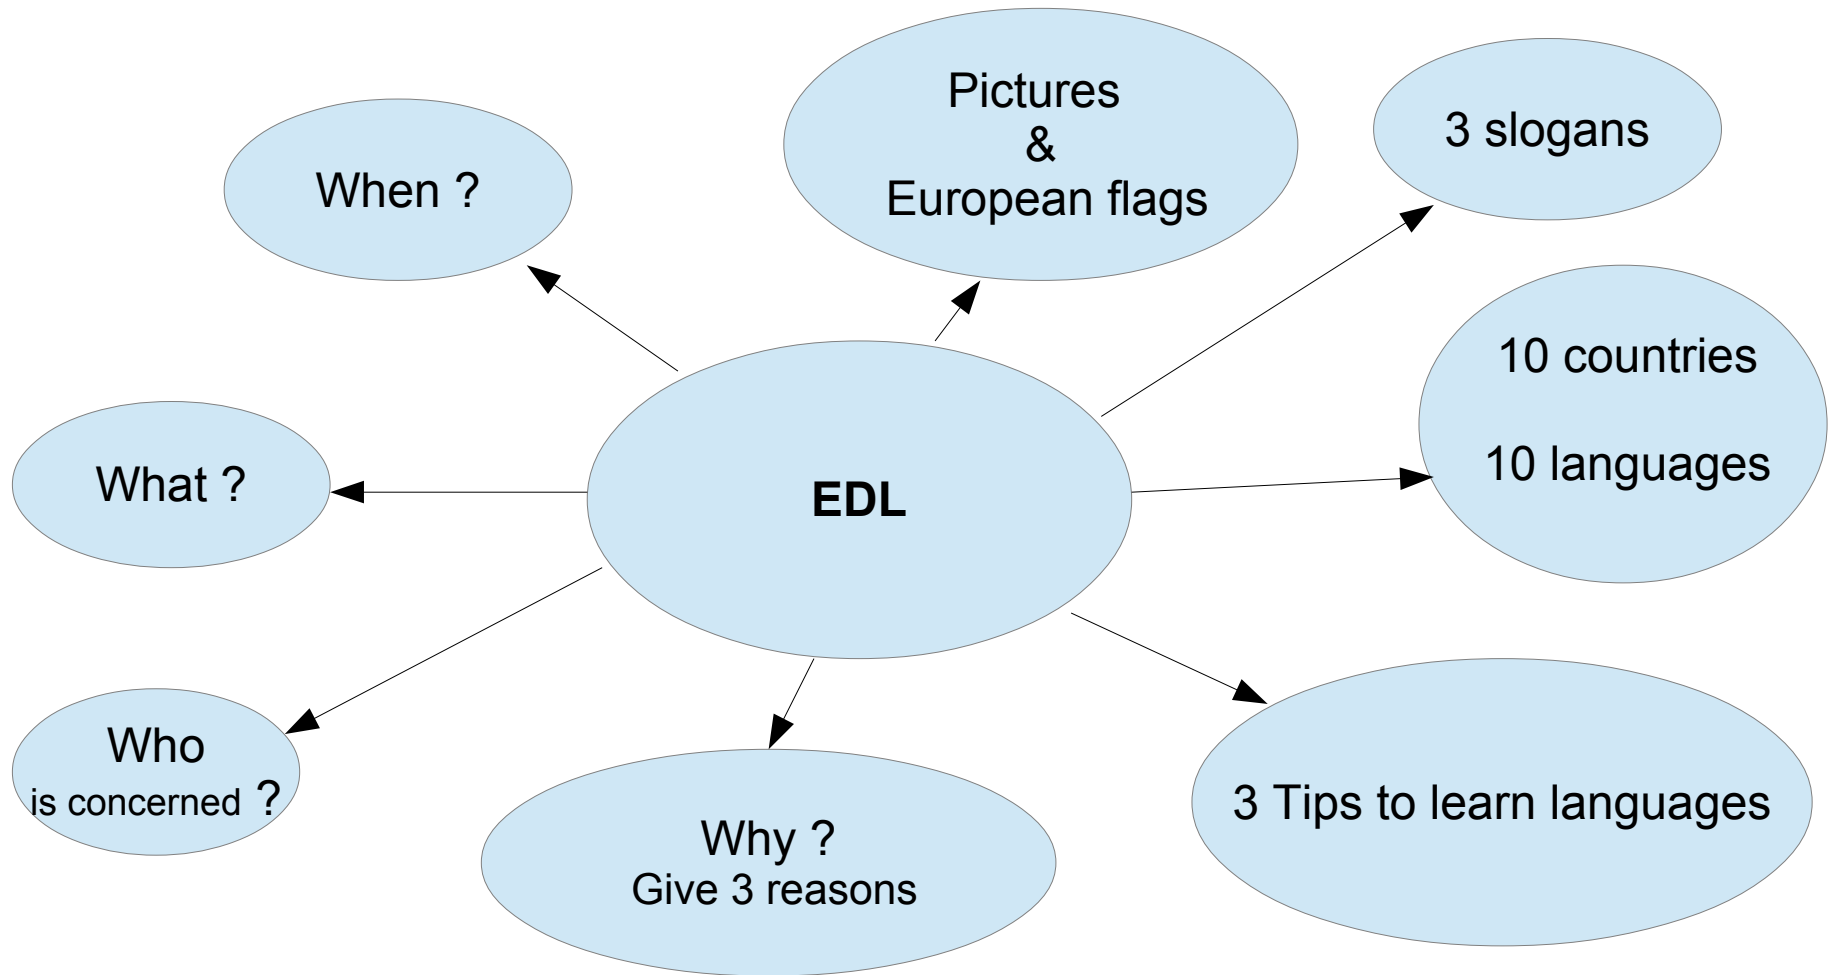 Pictures
&
European flags
3 slogans
When ?
10 countries
10 languages
What ?
EDL
Who
is concerned ?
Why ?
Give 3 reasons
3 Tips to learn languages